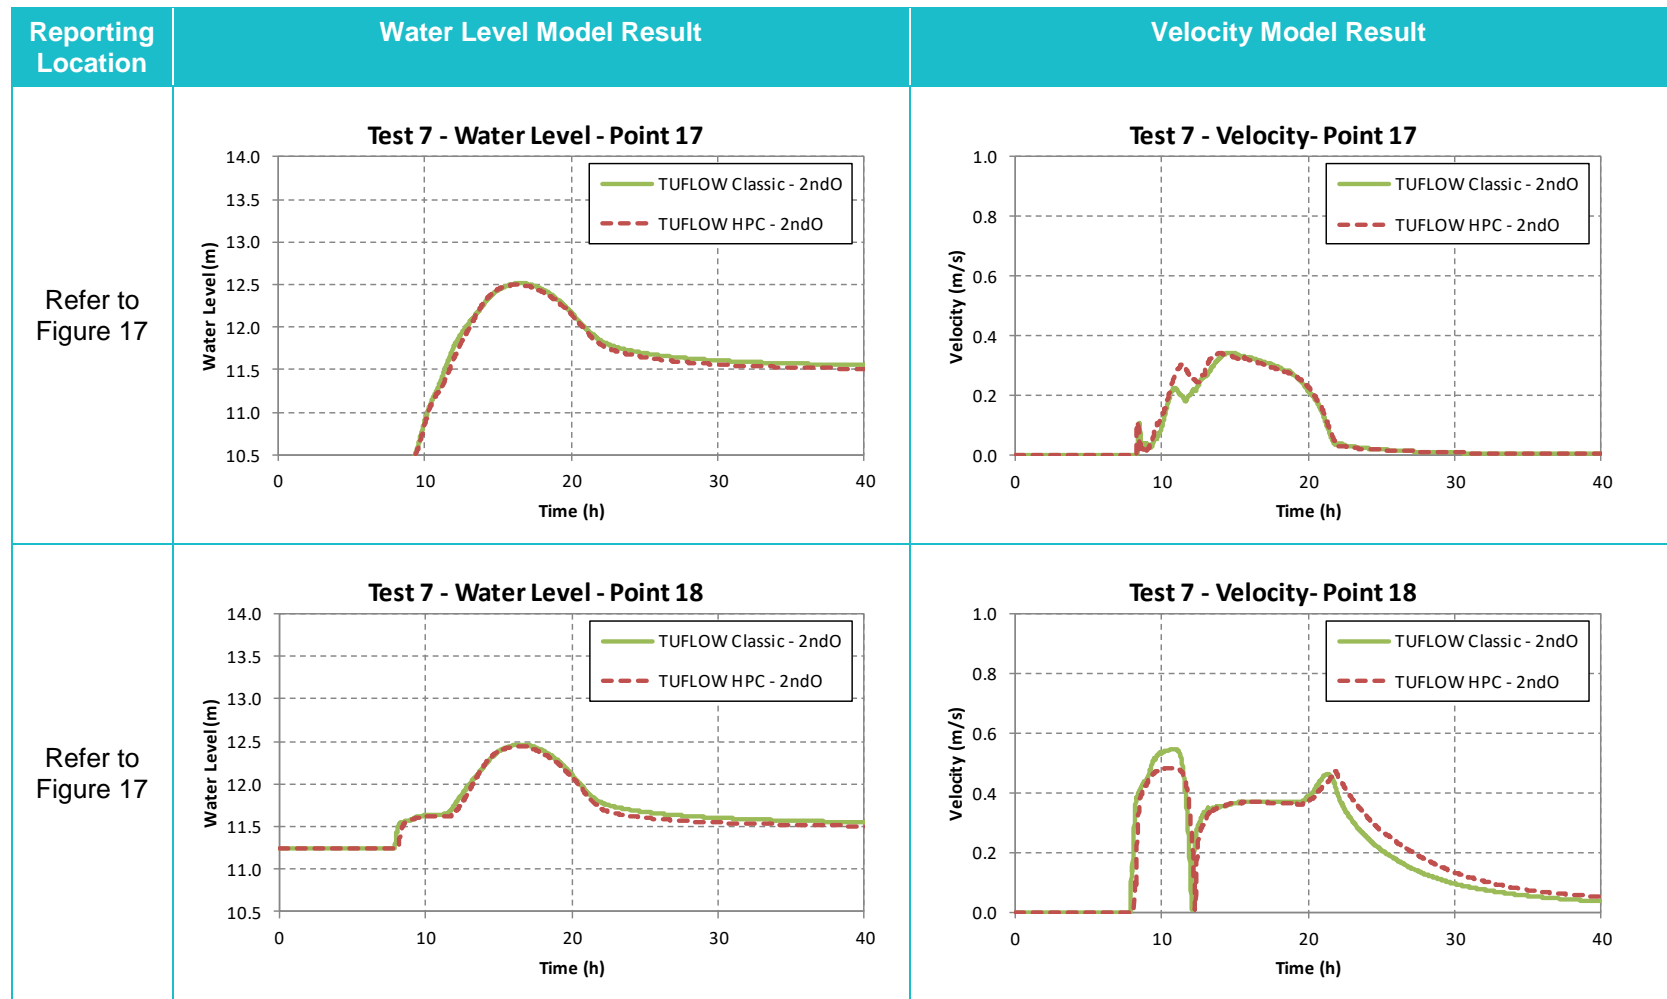 Reporting
Location
Water Level Model Result
Velocity Model Result
Refer to
Figure 17
Test 7 - Water Level - Point 17
14.0
13.5
13.0
12.5
12.0
11.5
11.0
10.5
Water Level (m)
0
10
20
30
40
Time (h)
TUFLOW Classic - 2ndO
TUFLOW HPC - 2ndO
Test 7 - Velocity- Point 17
1.0
0.8
0.6
0.4
0.2
0.0
Velocity (m/s)
0
10
20
30
40
Time (h)
TUFLOW Classic - 2ndO
TUFLOW HPC - 2ndO
Refer to
Figure 17
Test 7 - Water Level - Point 18
14.0
13.5
13.0
12.5
12.0
11.5
11.0
10.5
Water Level (m)
0
10
20
30
40
Time (h)
TUFLOW Classic - 2ndO
TUFLOW HPC - 2ndO
Test 7 - Velocity- Point 18
1.0
0.8
0.6
0.4
0.2
0.0
Velocity (m/s)
0
10
20
30
40
Time (h)
TUFLOW Classic - 2ndO
TUFLOW HPC - 2ndO